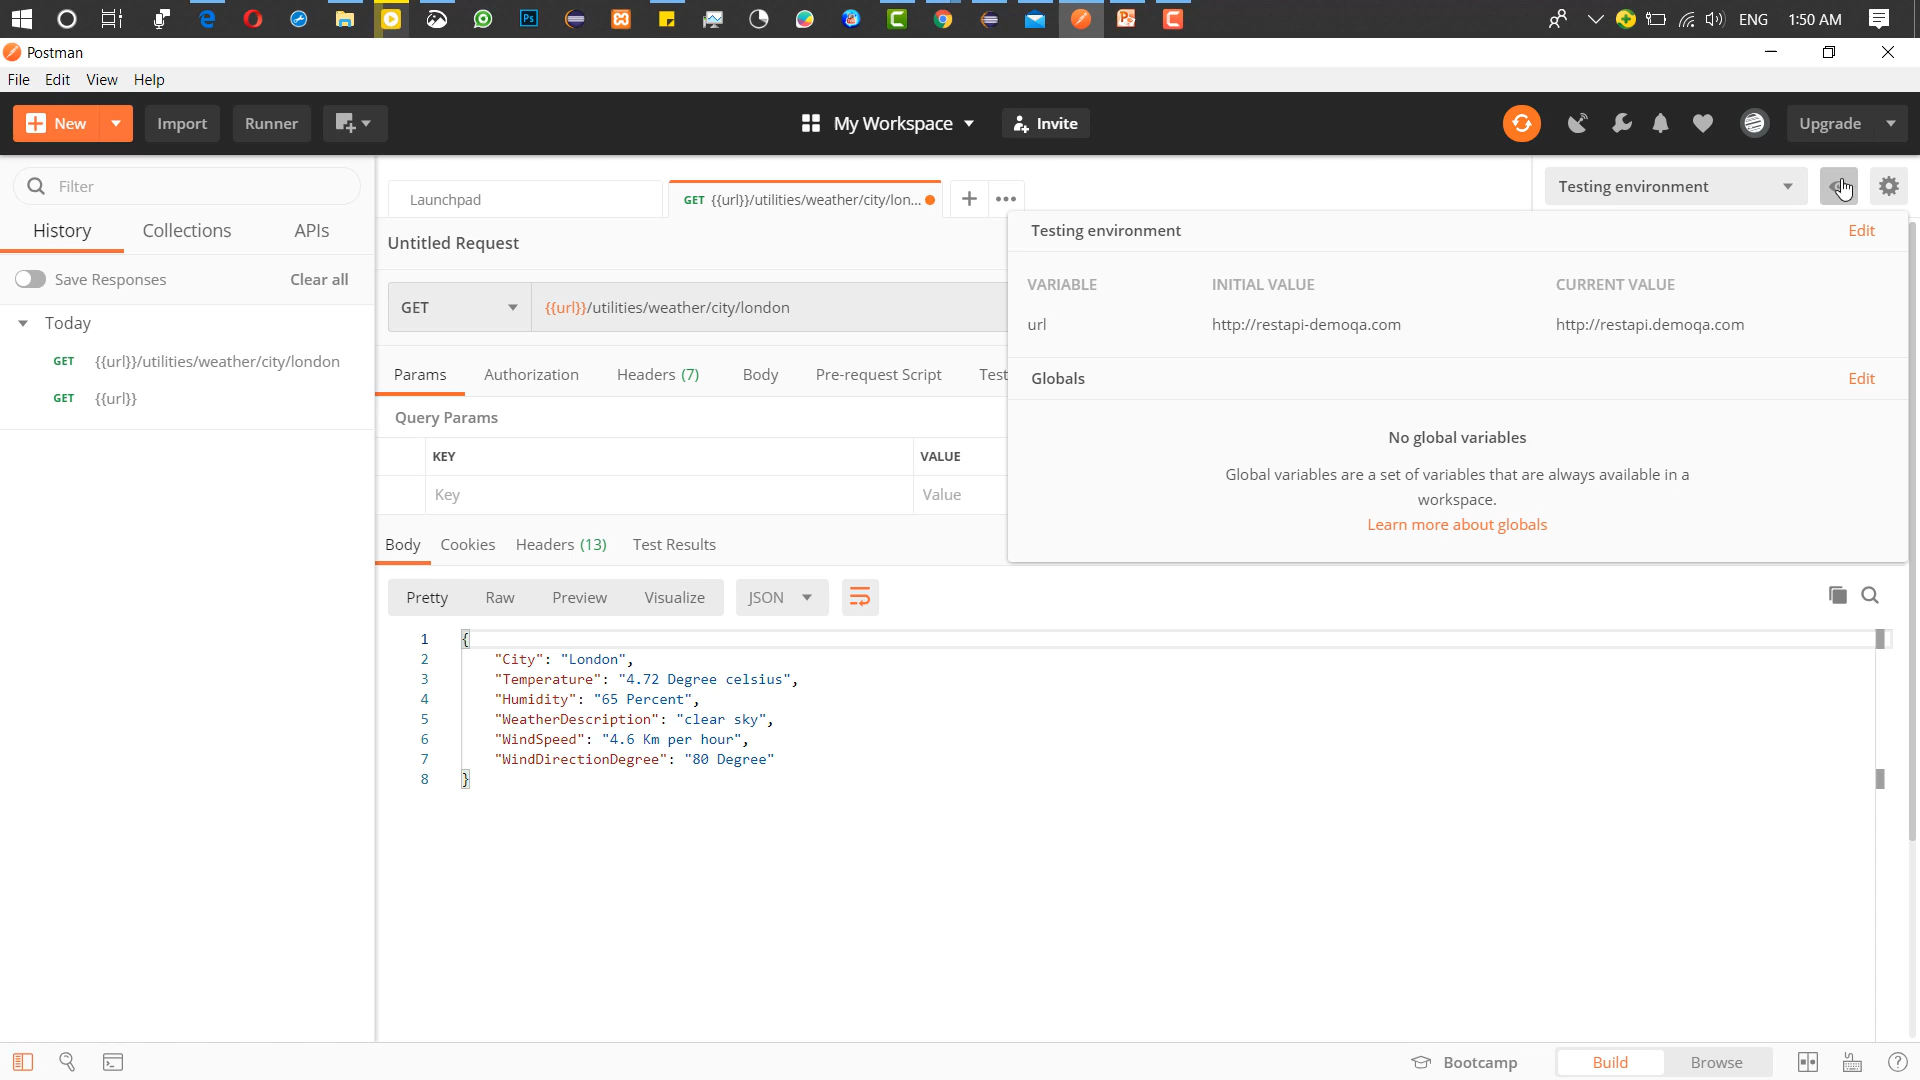 ENG 1:50 AM
Postman
File Edit View Help
New Import Runner My Workspace Invite Upgrade
Filter
History Collections APIs
Save Responses Clear all
Today
GET {{url}}/utilities/weather/city/london
GET {{url}}
Launchpad GET {{url}}/utilities/weather/city/lon... Testing environment
Untitled Request
GET {{url}}/utilities/weather/city/london
Params Authorization Headers (7) Body Pre-request Script Test
Query Params
KEY VALUE
Key Value
Testing environment Edit
VARIABLE INITIAL VALUE CURRENT VALUE
url http://restapi-demoqa.com http://restapi.demoqa.com
Globals Edit
No global variables
Global variables are a set of variables that are always available in a
workspace.
Learn more about globals
Body Cookies Headers (13) Test Results
Pretty Raw Preview Visualize JSON
1 {
2 "City": "London",
3 "Temperature": "4.72 Degree celsius",
4 "Humidity": "65 Percent",
5 "WeatherDescription": "clear sky",
6 "WindSpeed": "4.6 Km per hour",
7 "WindDirectionDegree": "80 Degree"
8 }
Bootcamp Build Browse